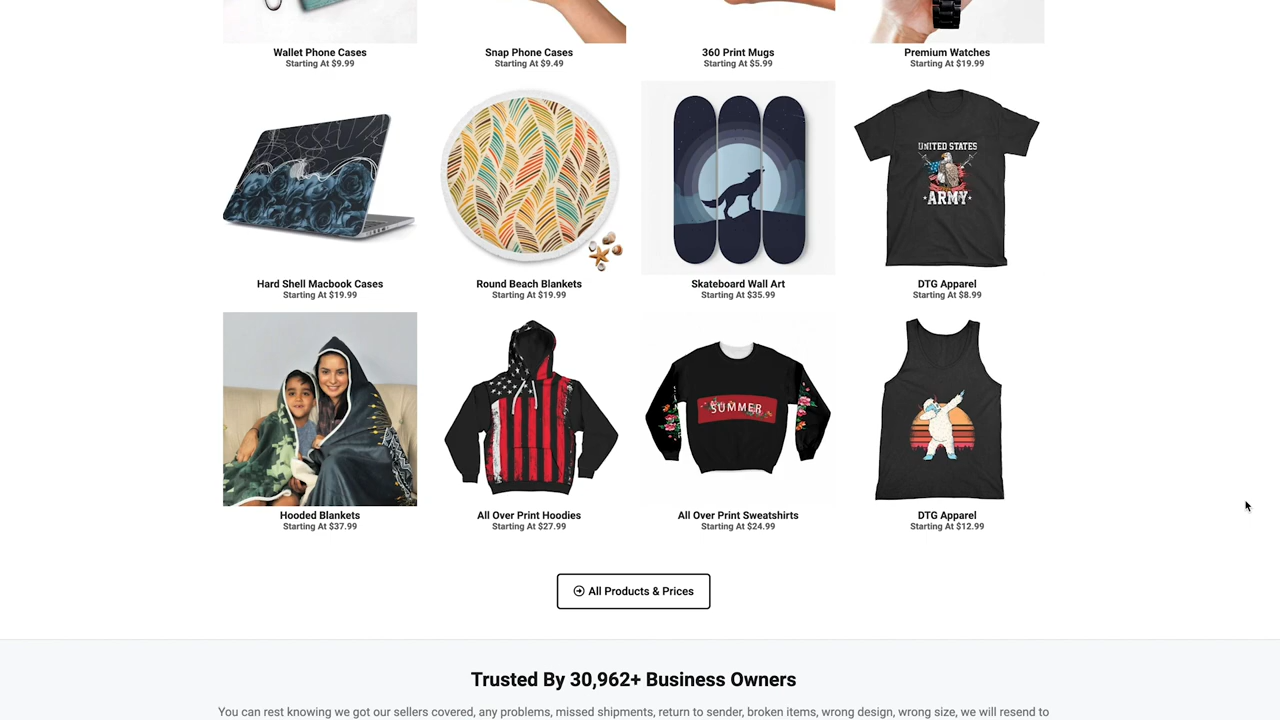 Wallet Phone Cases
Starting At $9.99
Snap Phone Cases
Starting At $9.49
360 Print Mugs
Starting At $5.99
Premium Watches
Starting At $19.99
UNITED STATES
ARMY
Hard Shell Macbook Cases
Starting At $19.99
Round Beach Blankets
Starting At $19.99
Skateboard Wall Art
Starting At $35.99
DTG Apparel
Starting At $8.99
SUMMER
Hooded Blankets
Starting At $37.99
All Over Print Hoodies
Starting At $27.99
All Over Print Sweatshirts
Starting At $24.99
DTG Apparel
Starting At $12.99
All Products & Prices
Trusted By 30,962+ Business Owners
You can rest knowing we got our sellers covered, any problems, missed shipments, return to sender, broken items, wrong design, wrong size, we will resend to